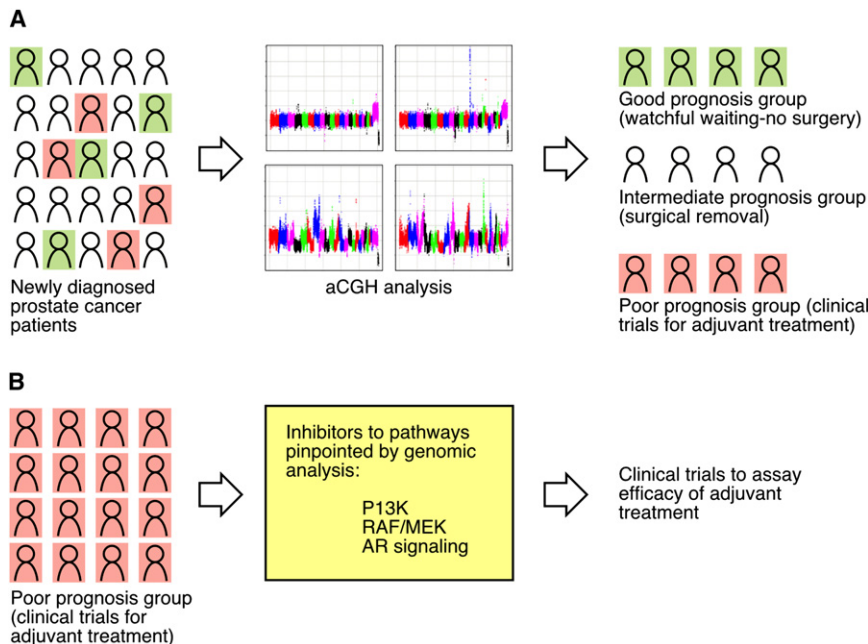 A
Newly diagnosed
prostate cancer
patients
aCGH analysis
Good prognosis group
(watchful waiting-no surgery)
Intermediate prognosis group
(surgical removal)
Poor prognosis group (clinical
trials for adjuvant treatment)
B
Poor prognosis group
(clinical trials for
adjuvant treatment)
Inhibitors to pathways
pinpointed by genomic
analysis:
P13K
RAF/MEK
AR signaling
Clinical trials to assay
efficacy of adjuvant
treatment